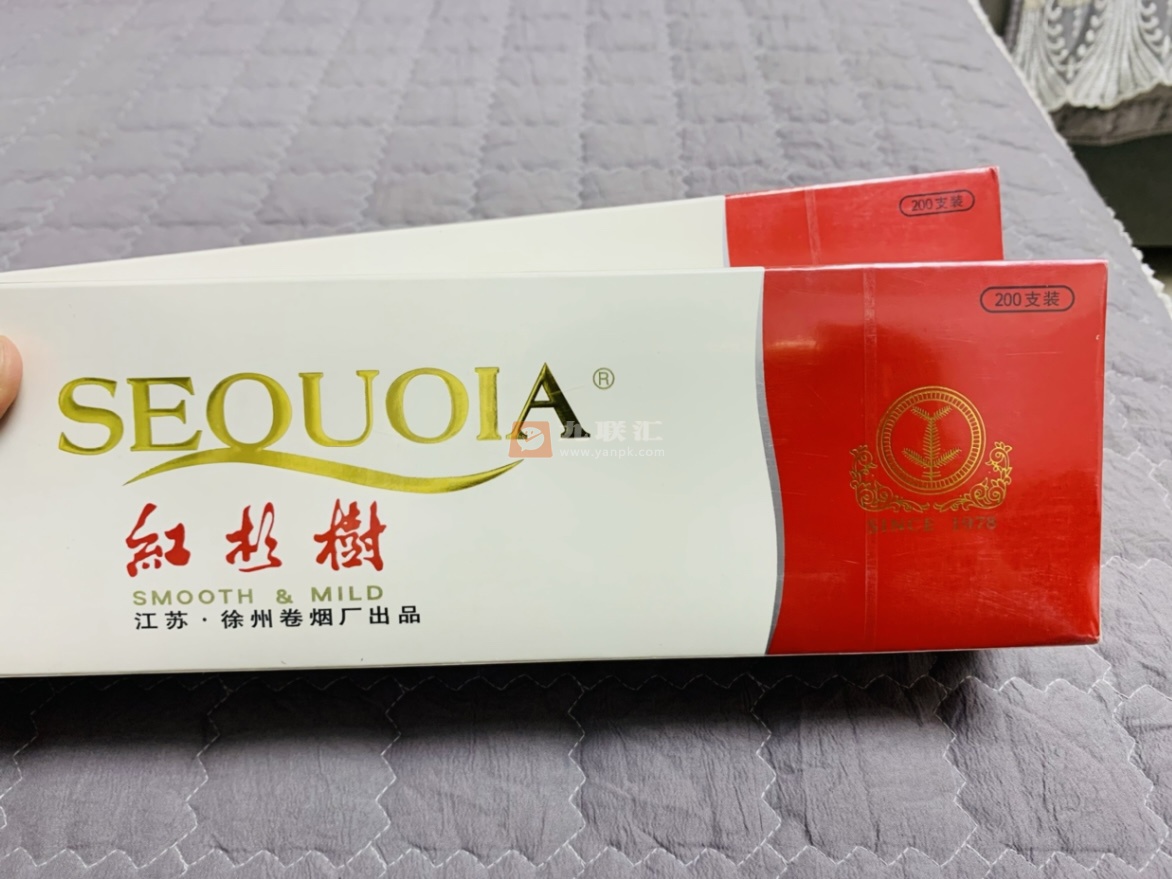 200支装
200支装
SEQUOIA®
紅杉樹
SMOOTH & MILD
江苏·徐州卷烟厂出品
SINCE 1978
联汇
www.yanpk.com